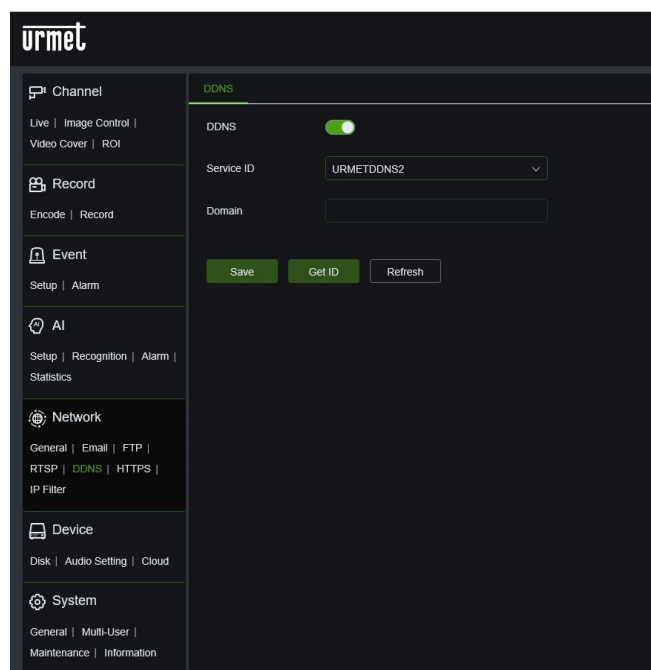 urmet
Channel
Live | Image Control |
Video Cover | ROI
Record
Encode | Record
Event
Setup | Alarm
AI
AI
Setup | Recognition | Alarm |
Statistics
Network
General | Email | FTP |
RTSP | DDNS | HTTPS |
IP Filter
Device
Disk | Audio Setting | Cloud
System
General | Multi-User |
Maintenance | Information
DDNS
DDNS
Service ID URMETDDNS2
Domain
Save Get ID Refresh